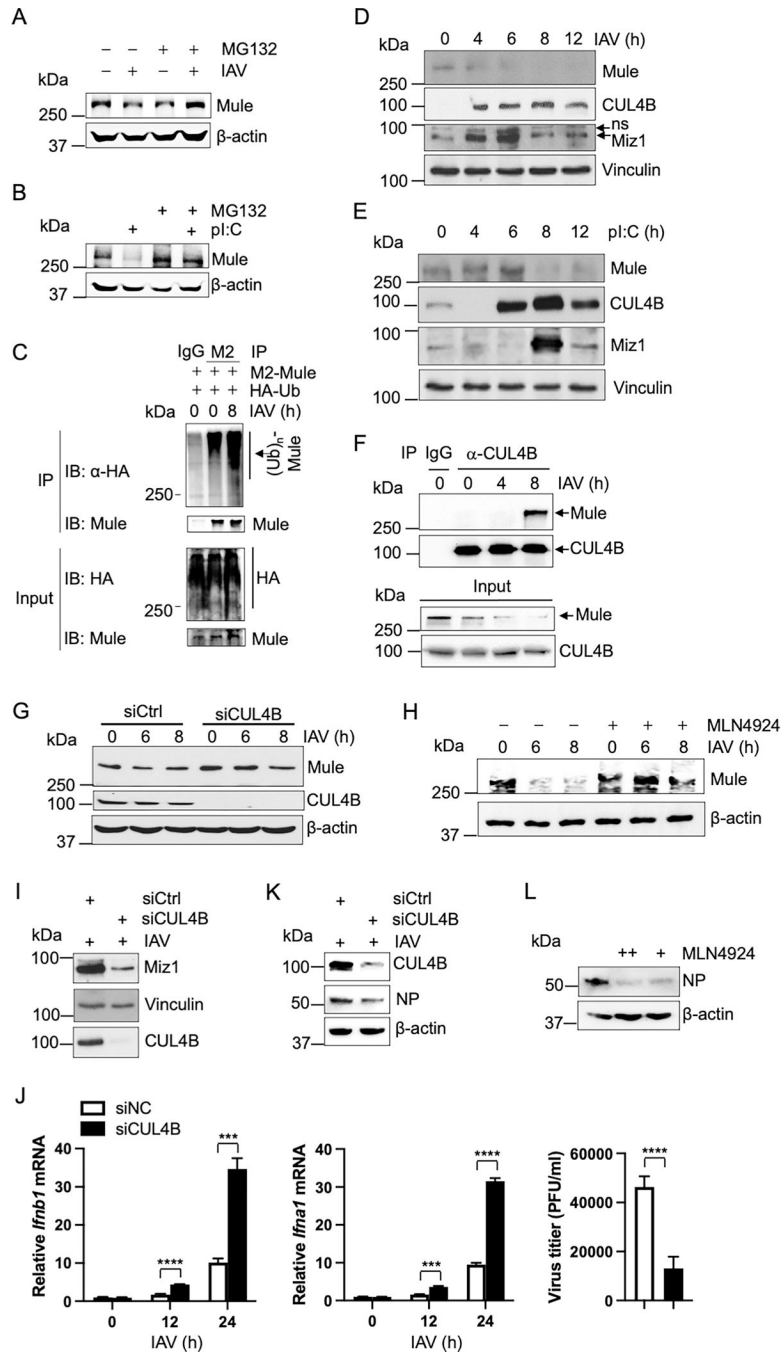 A
− − + + MG132
kDa − + − + IAV
250 Mule
37 β-actin
B
+ + MG132
kDa + + pI:C
250 Mule
37 β-actin
C
IgG M2 IP
+ + + M2-Mule
+ + + HA-Ub
kDa 0 0 8 IAV (h)
IP
IB: α-HA
(Ub)n-
Mule
250
IB: Mule Mule
Input
IB: HA HA
250
IB: Mule Mule
D
0 4 6 8 12 IAV (h)
kDa
250 Mule
100 CUL4B
100 ns
Miz1
100 Vinculin
E
0 4 6 8 12 pI:C (h)
kDa
250 Mule
100 CUL4B
100 Miz1
100 Vinculin
F
IP IgG α-CUL4B
kDa 0 0 4 8 IAV (h)
250 Mule
100 CUL4B
Input
kDa
250 Mule
100 CUL4B
G
siCtrl siCUL4B
kDa 0 6 8 0 6 8 IAV (h)
250 Mule
100 CUL4B
37 β-actin
H
− − − + + + MLN4924
kDa 0 6 8 0 6 8 IAV (h)
250 Mule
37 β-actin
I
+ siCtrl
+ siCUL4B
kDa + + IAV
100 Miz1
100 Vinculin
100 CUL4B
K
+ siCtrl
+ siCUL4B
kDa + + IAV
100 CUL4B
50 NP
37 β-actin
L
kDa ++ + MLN4924
50 NP
37 β-actin
J
siNC
siCUL4B
Relative Ifnb1 mRNA
40
30
20
10
0
**** ***
0 12 24
IAV (h)
Relative Ifna1 mRNA
40
30
20
10
0
*** ****
0 12 24
IAV (h)
Virus titier (PFU/ml)
60000
40000
20000
0
****